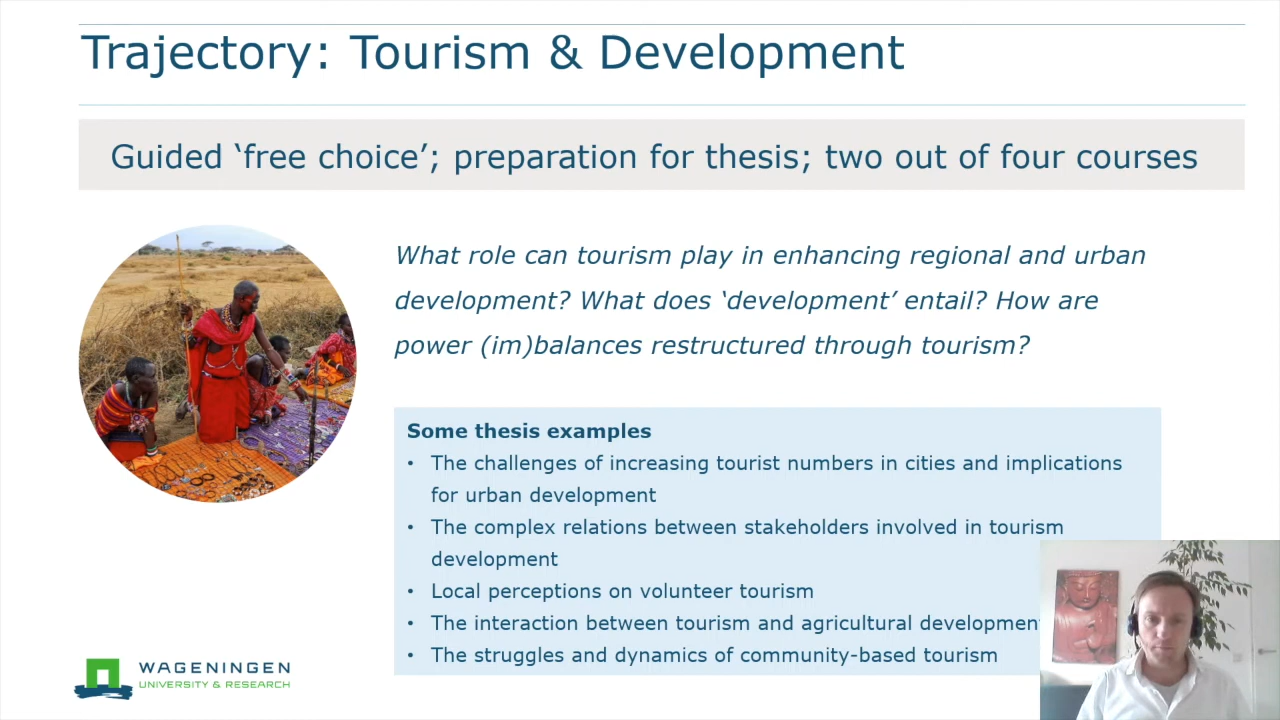 Trajectory: Tourism & Development
Guided ‘free choice’; preparation for thesis; two out of four courses
What role can tourism play in enhancing regional and urban
development? What does ‘development’ entail? How are
power (im)balances restructured through tourism?
Some thesis examples
• The challenges of increasing tourist numbers in cities and implications
for urban development
• The complex relations between stakeholders involved in tourism
development
• Local perceptions on volunteer tourism
• The interaction between tourism and agricultural development
• The struggles and dynamics of community-based tourism
WAGENINGEN
UNIVERSITY & RESEARCH